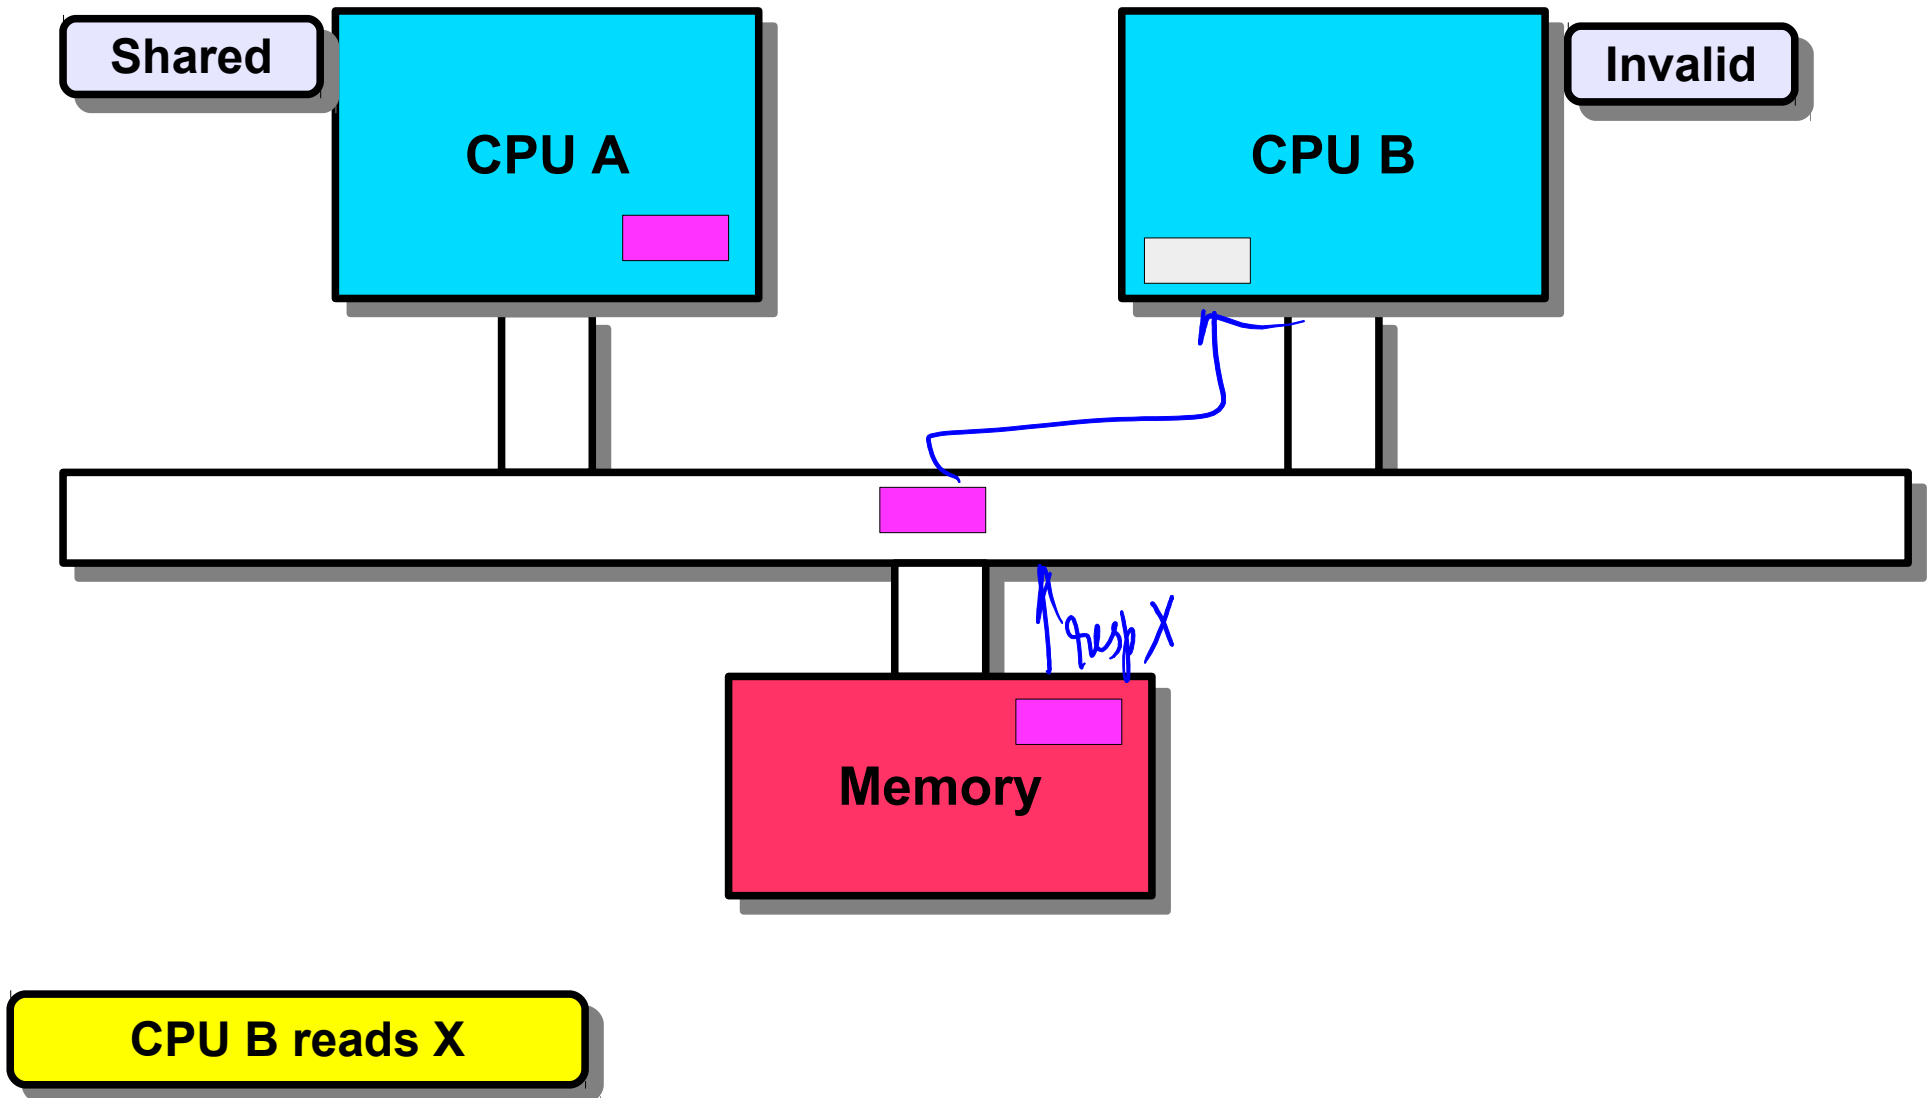 Shared
Invalid
CPU A
CPU B
resp X
Memory
CPU B reads X